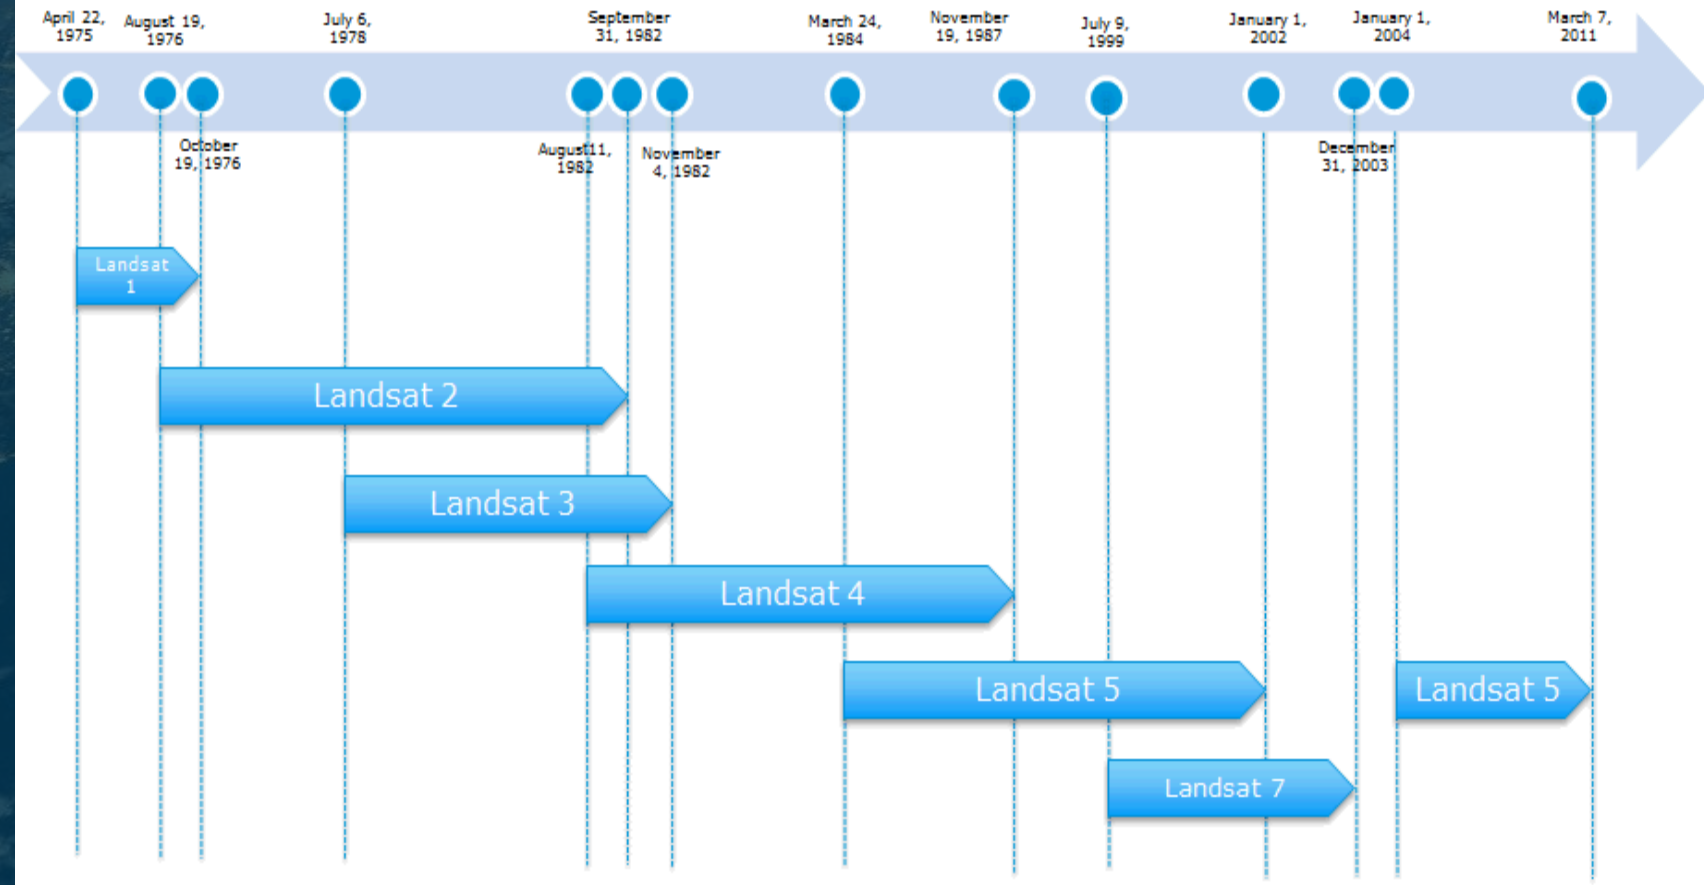 April 22,
1975
August 19,
1976
July 6,
1978
September
31, 1982
March 24,
1984
November
19, 1987
July 9,
1999
January 1,
2002
January 1,
2004
March 7,
2011
October
19, 1976
August11,
1982
November
4, 1982
December
31, 2003
Landsat
1
Landsat 2
Landsat 3
Landsat 4
Landsat 5
Landsat 5
Landsat 7